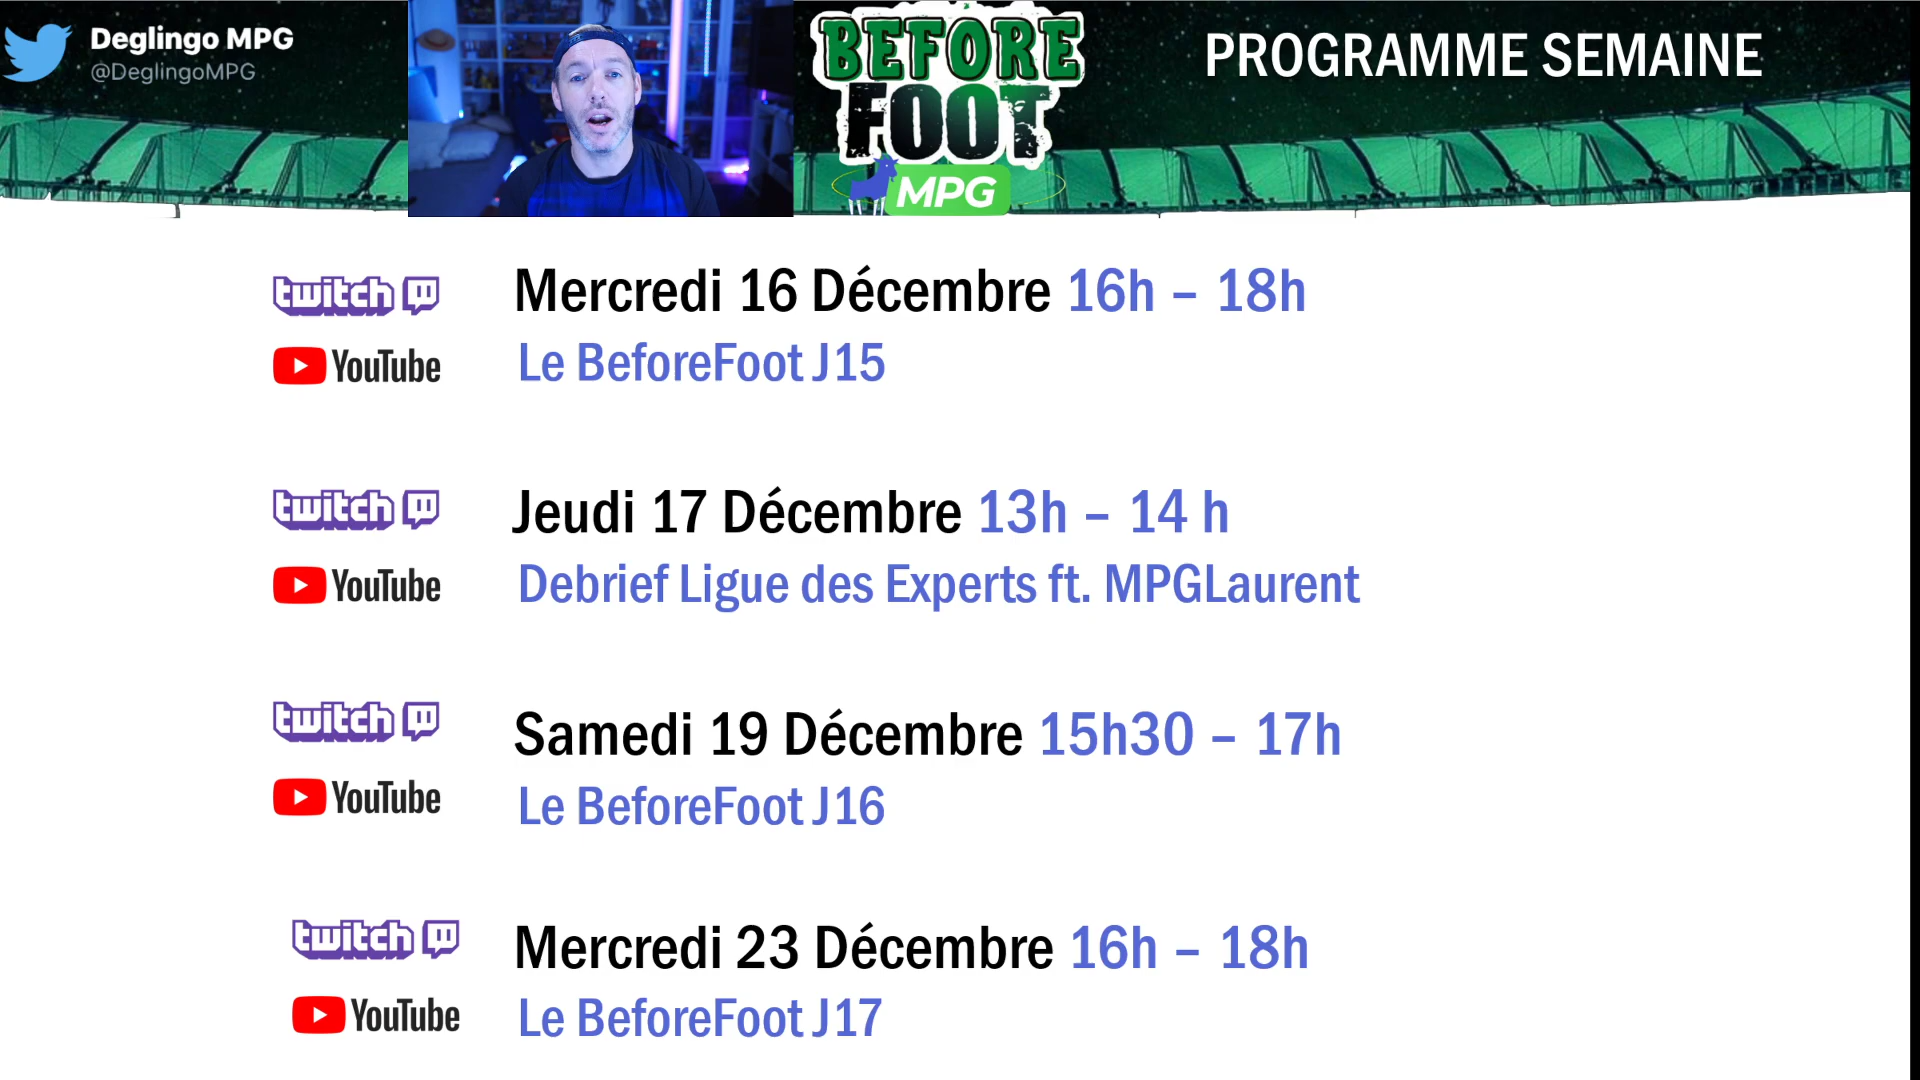 Deglingo MPG
@DeglingoMPG
BEFORE
FOOT
MPG
PROGRAMME SEMAINE
twitch
Mercredi 16 Décembre 16h – 18h
YouTube
Le BeforeFoot J15
twitch
Jeudi 17 Décembre 13h – 14 h
YouTube
Debrief Ligue des Experts ft. MPGLaurent
twitch
Samedi 19 Décembre 15h30 – 17h
YouTube
Le BeforeFoot J16
twitch
Mercredi 23 Décembre 16h – 18h
YouTube
Le BeforeFoot J17